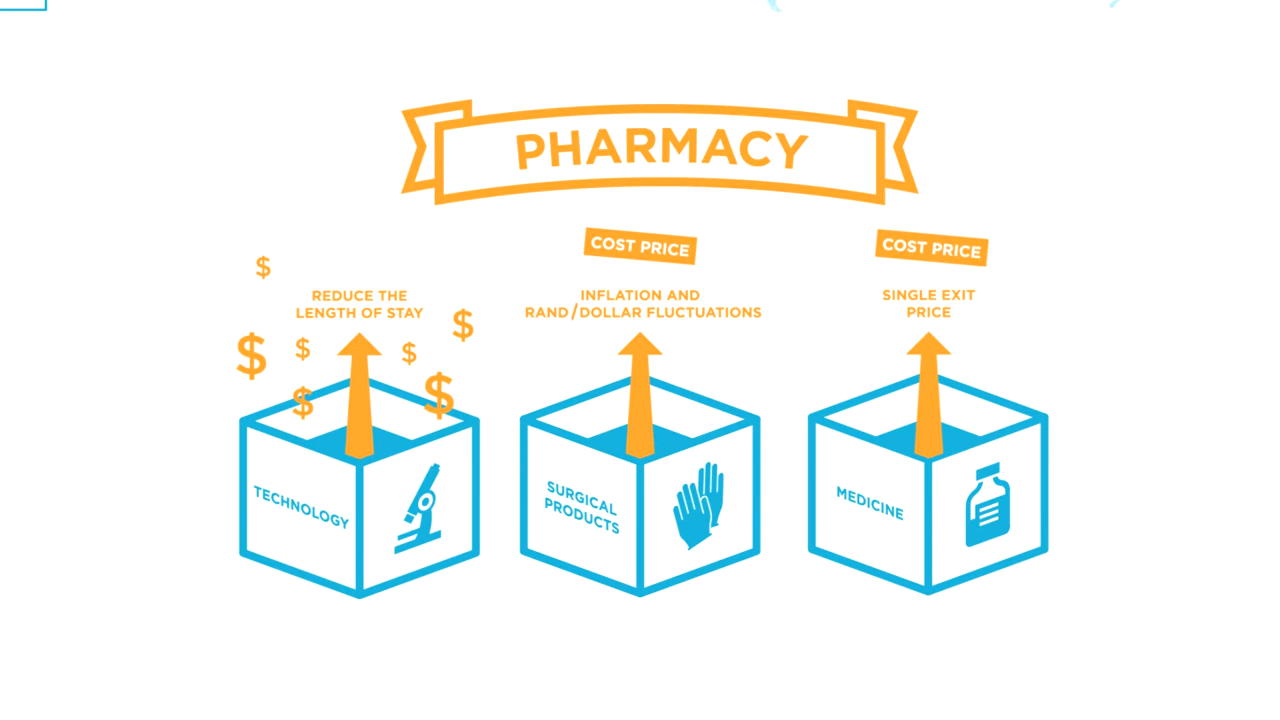 PHARMACY
COST PRICE
COST PRICE
$
REDUCE THE
LENGTH OF STAY
INFLATION AND
RAND/DOLLAR FLUCTUATIONS
SINGLE EXIT
PRICE
$
$
$
$
$
$
TECHNOLOGY
SURGICAL
PRODUCTS
MEDICINE